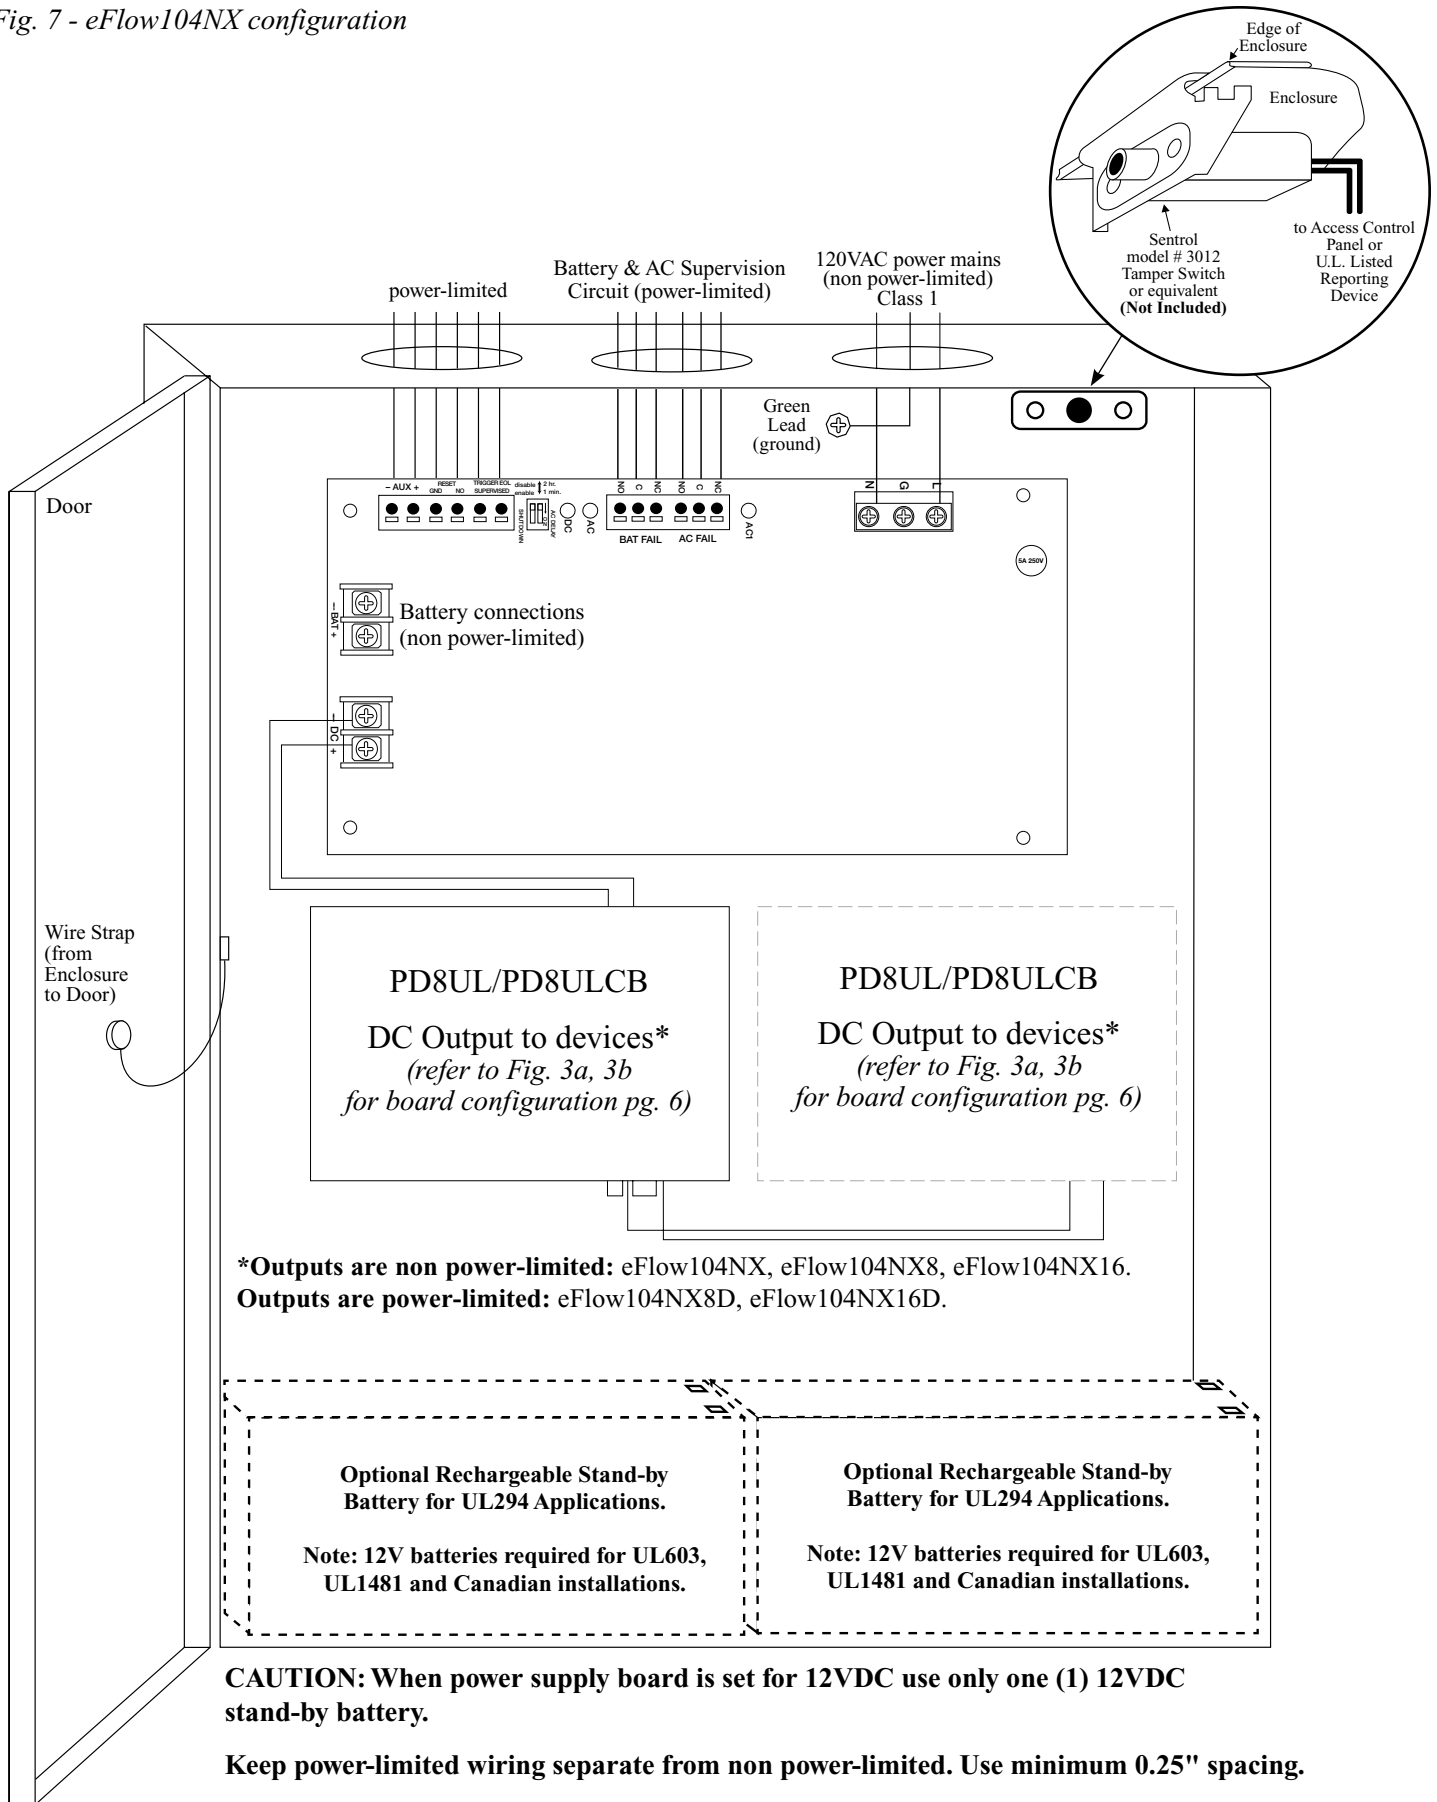 Fig. 7 - eFlow104NX configuration
Edge of
Enclosure
Enclosure
Sentrol
model # 3012
Tamper Switch
or equivalent
(Not Included)
to Access Control
Panel or
U.L. Listed
Reporting
Device
power-limited
Battery & AC Supervision
Circuit (power-limited)
120VAC power mains
(non power-limited)
Class 1
Green
Lead
(ground)
Door
– AUX +
RESET
GND NO
TRIGGER EOL
SUPERVISED
disable 2 hr.
enable 1 min.
SHUTDOWN
AC DELAY
DC
AC
NO C NC NO C NC
BAT FAIL AC FAIL
AC1
N G L
5A 250V
– BAT +
Battery connections
(non power-limited)
– DC +
Wire Strap
(from
Enclosure
to Door)
PD8UL/PD8ULCB
DC Output to devices*
(refer to Fig. 3a, 3b
for board configuration pg. 6)
PD8UL/PD8ULCB
DC Output to devices*
(refer to Fig. 3a, 3b
for board configuration pg. 6)
*Outputs are non power-limited: eFlow104NX, eFlow104NX8, eFlow104NX16.
Outputs are power-limited: eFlow104NX8D, eFlow104NX16D.
Optional Rechargeable Stand-by
Battery for UL294 Applications.
Note: 12V batteries required for UL603,
UL1481 and Canadian installations.
Optional Rechargeable Stand-by
Battery for UL294 Applications.
Note: 12V batteries required for UL603,
UL1481 and Canadian installations.
CAUTION: When power supply board is set for 12VDC use only one (1) 12VDC
stand-by battery.
Keep power-limited wiring separate from non power-limited. Use minimum 0.25" spacing.